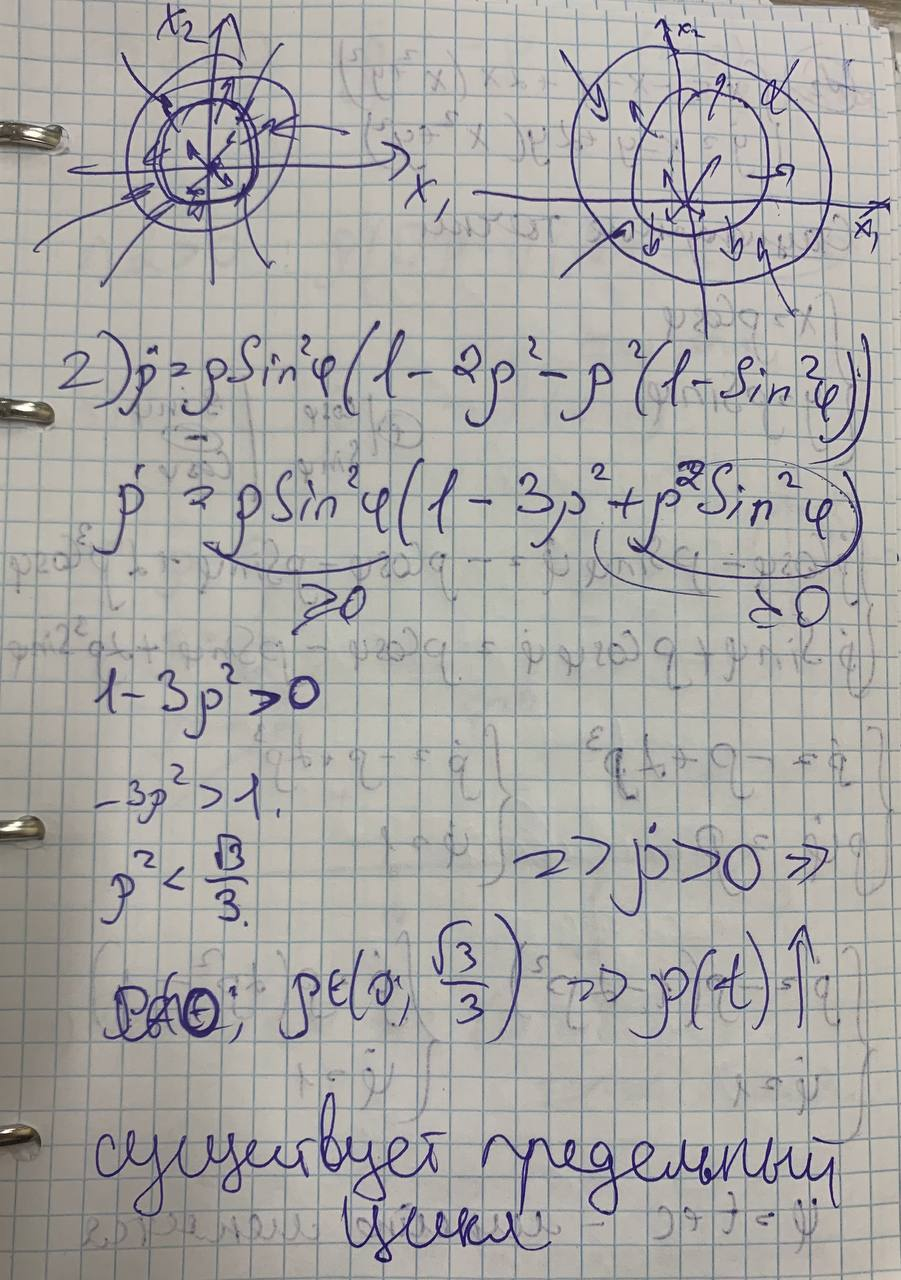 x₂ x₂
x₁ x₁
2) ρ̇ = ρ Sin²φ (1 - 2ρ² - ρ² (1 - Sin²φ))
ρ̇ = ρ Sin²φ (1 - 3ρ² + ρ² Sin²φ)
≥0 ≥0
1 - 3ρ² > 0
-3ρ² > 1.
ρ² < √3/3. => ρ̇ > 0 =>
ρ∈(0; √3/3) => ρ(t) ↑
существует предельный
цикл